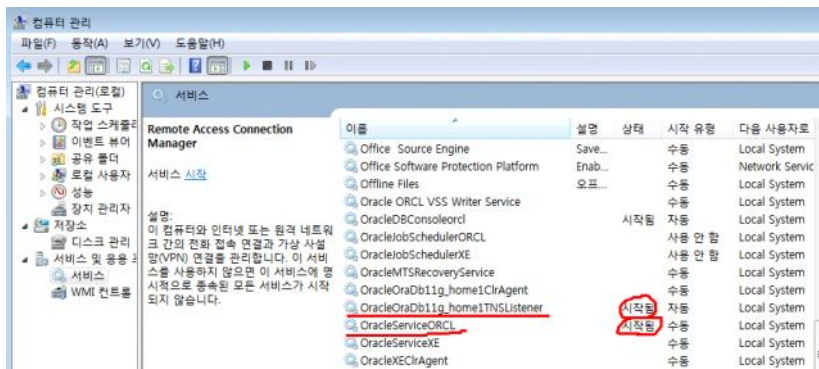 컴퓨터 관리
파일(F) 동작(A) 보기(V) 도움말(H)
컴퓨터 관리(로컬)
시스템 도구
작업 스케줄러
이벤트 뷰어
공유 폴더
로컬 사용자
성능
장치 관리자
저장소
디스크 관리
서비스 및 응용
서비스
WMI 컨트롤
서비스
Remote Access Connection
Manager
서비스 시작
설명:
이 컴퓨터와 인터넷 또는 원격 네트워
크 간의 전화 접속 연결과 가상 사설
망(VPN) 연결을 관리합니다. 이 서비
스를 사용하지 않으면 이 서비스에 명
시적으로 종속된 모든 서비스가 시작
되지 않습니다.
이름 설명 상태 시작 유형 다음 사용자로
Office Source Engine Save... 수동 Local System
Office Software Protection Platform Enab... 수동 Network Servic
Offline Files 오프... 수동 Local System
Oracle ORCL VSS Writer Service 수동 Local System
OracleDBConsoleorcl 시작됨 자동 Local System
OracleJobSchedulerORCL 사용 안 함 Local System
OracleJobSchedulerXE 사용 안 함 Local System
OracleMTSRecoveryService 수동 Local System
OracleOraDb11g_home1ClrAgent 수동 Local System
OracleOraDb11g_home1TNSListener 시작됨 자동 Local System
OracleServiceORCL 시작됨 수동 Local System
OracleServiceXE 수동 Local System
OracleXEClrAgent 수동 Local System